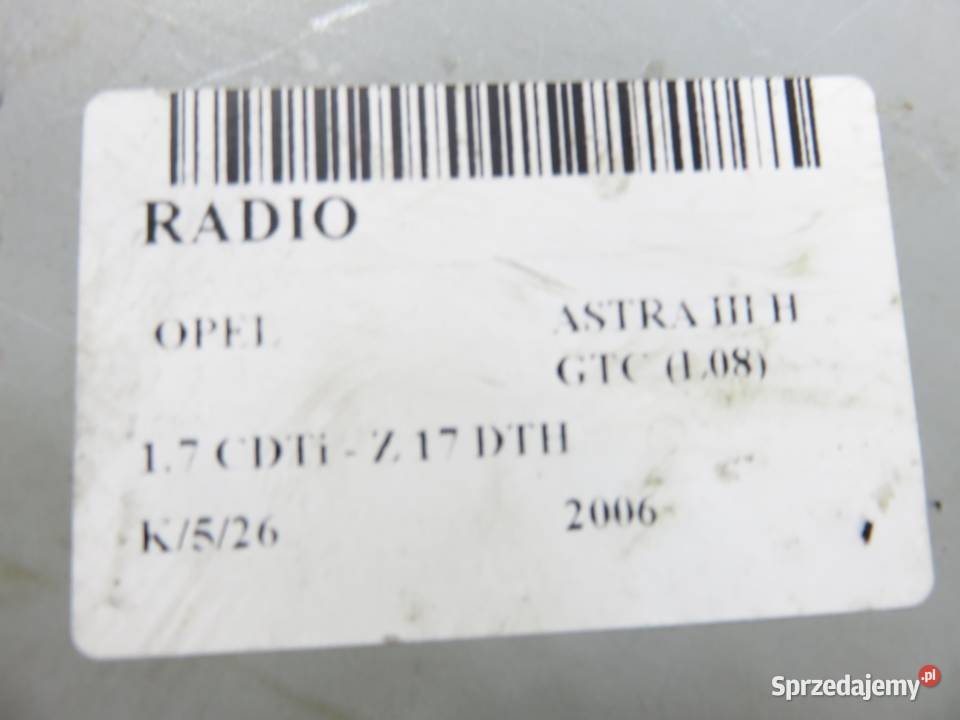 RADIO
OPEL
ASTRA III H
GTC (L08)
1.7 CDTi - Z 17 DTH
K/5/26
2006
Sprzedajemy.pl